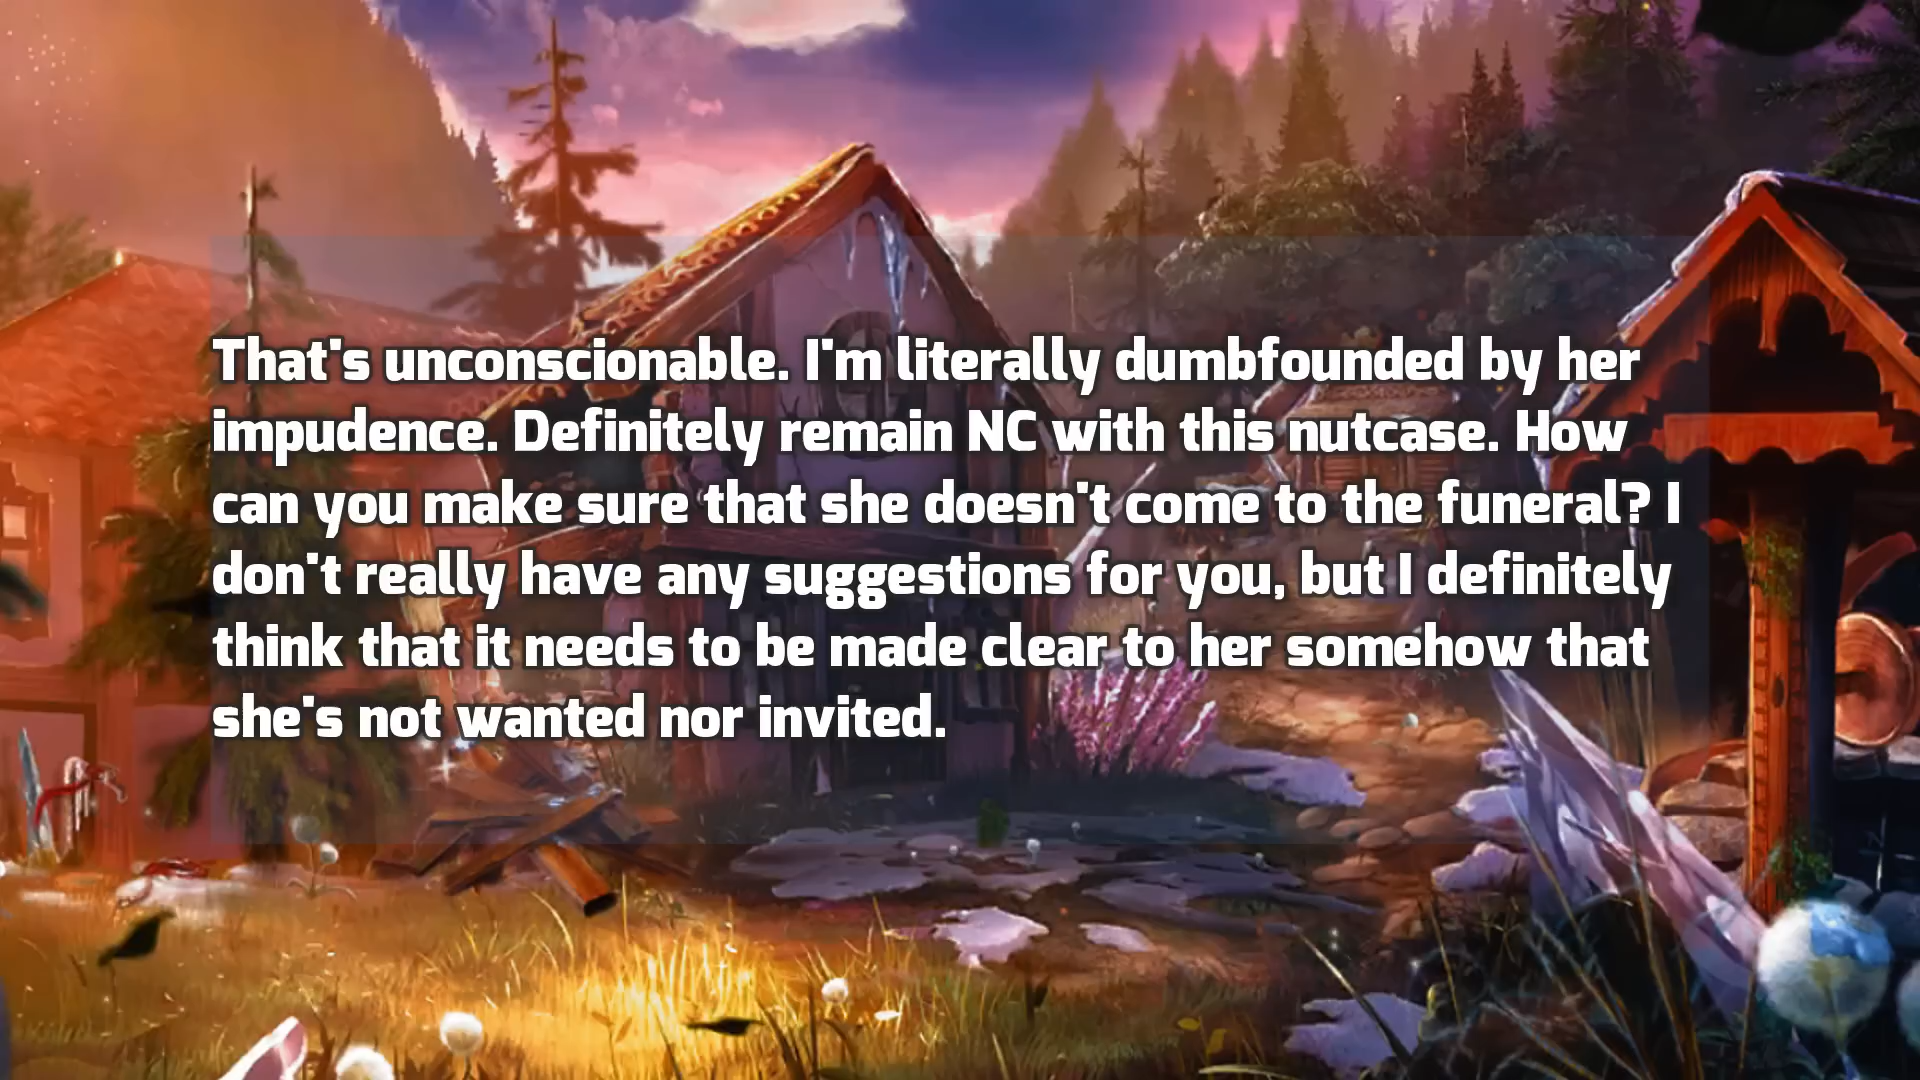 That's unconscionable. I'm literally dumbfounded by her
impudence. Definitely remain NC with this nutcase. How
can you make sure that she doesn't come to the funeral? I
don't really have any suggestions for you, but I definitely
think that it needs to be made clear to her somehow that
she's not wanted nor invited.